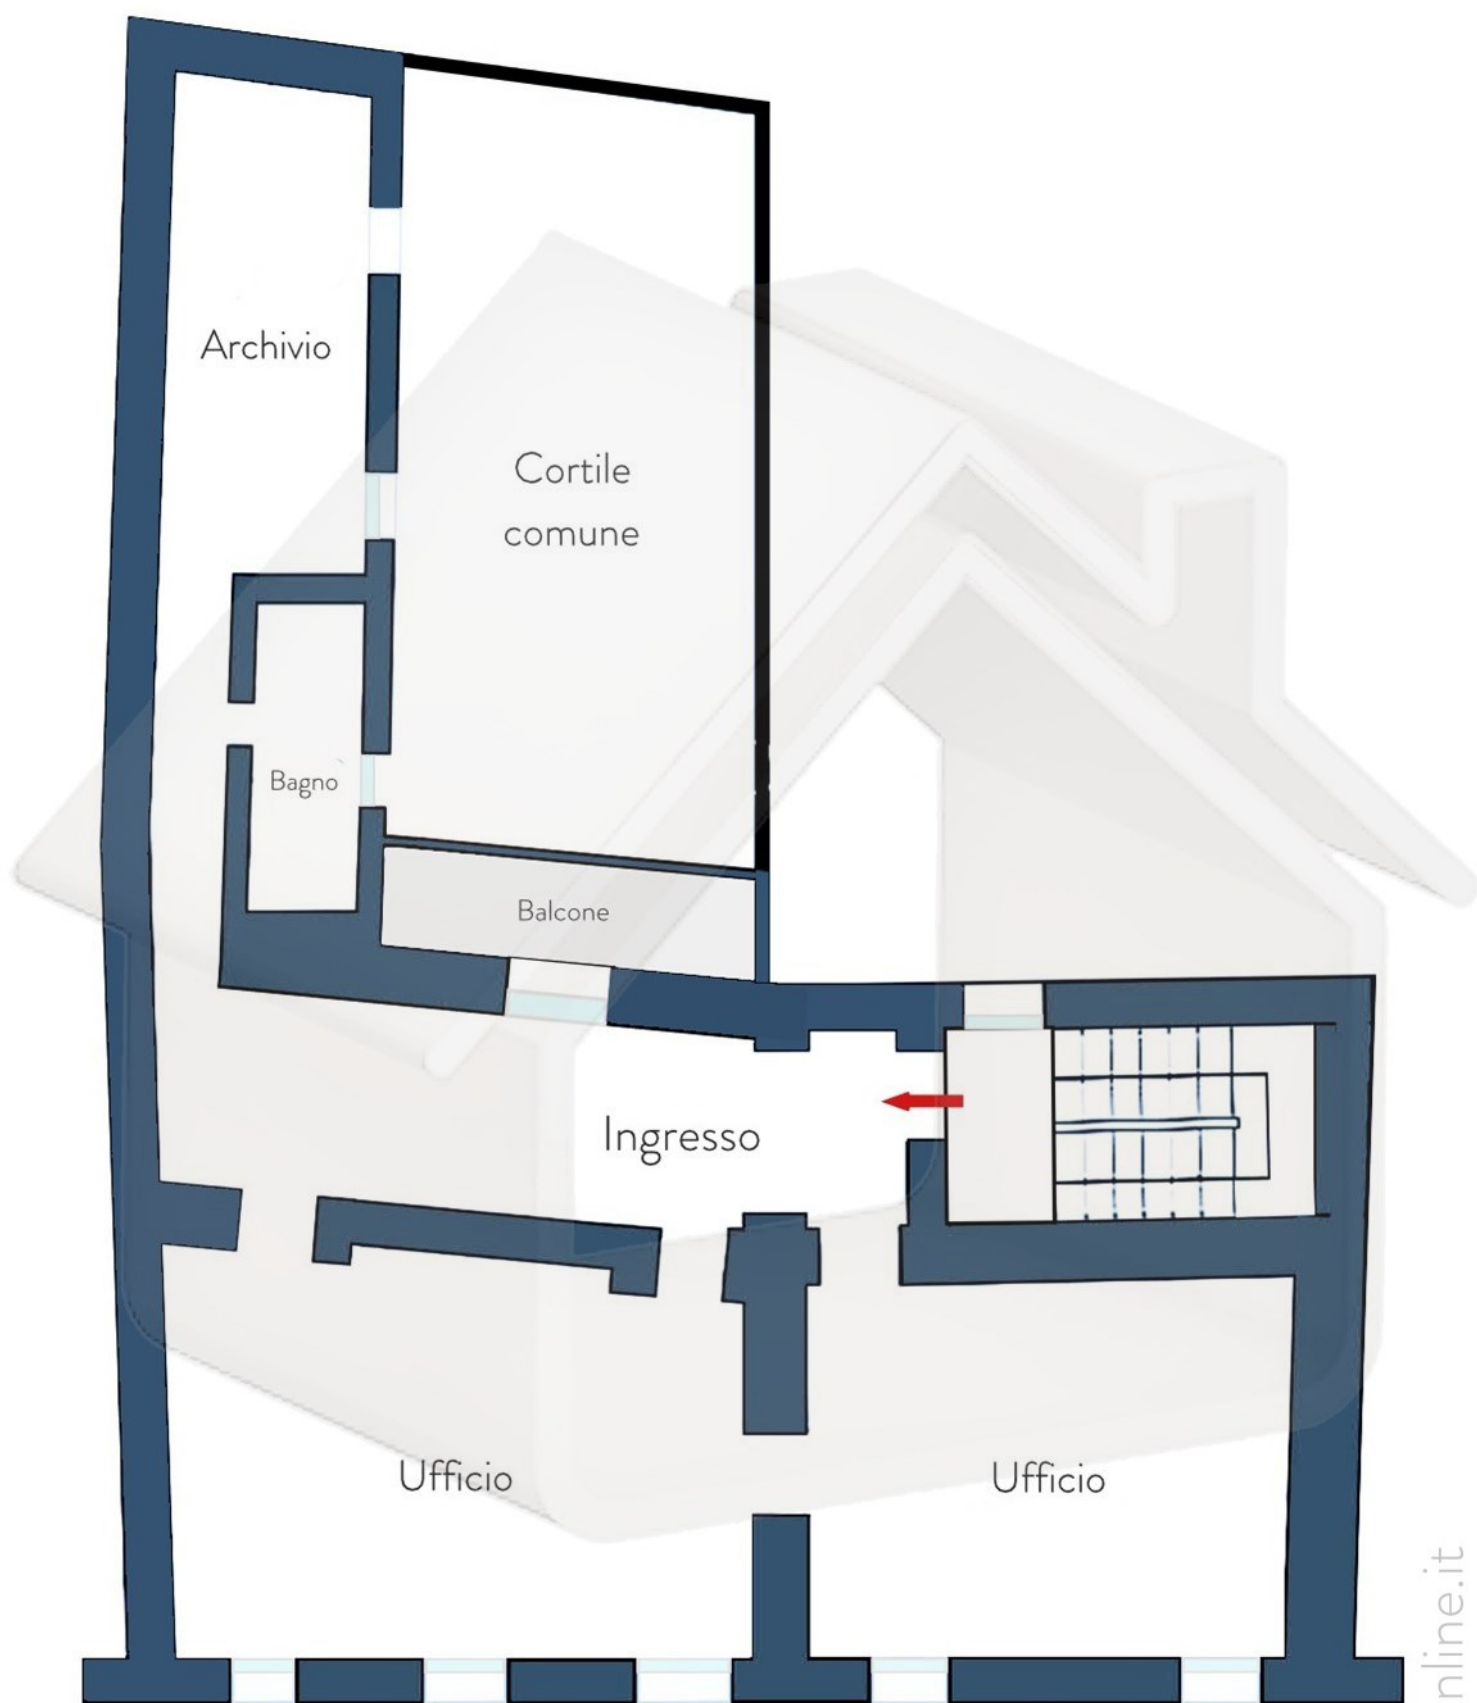 Archivio
Cortile
comune
Bagno
Balcone
Ingresso
Ufficio
Ufficio
nline.it